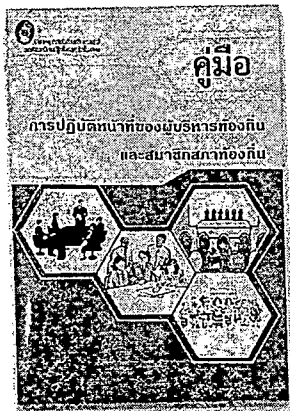 คู่มือ
การปฏิบัติหน้าที่ของผู้บริหารท้องถิ่น
และสมาชิกสภาท้องถิ่น